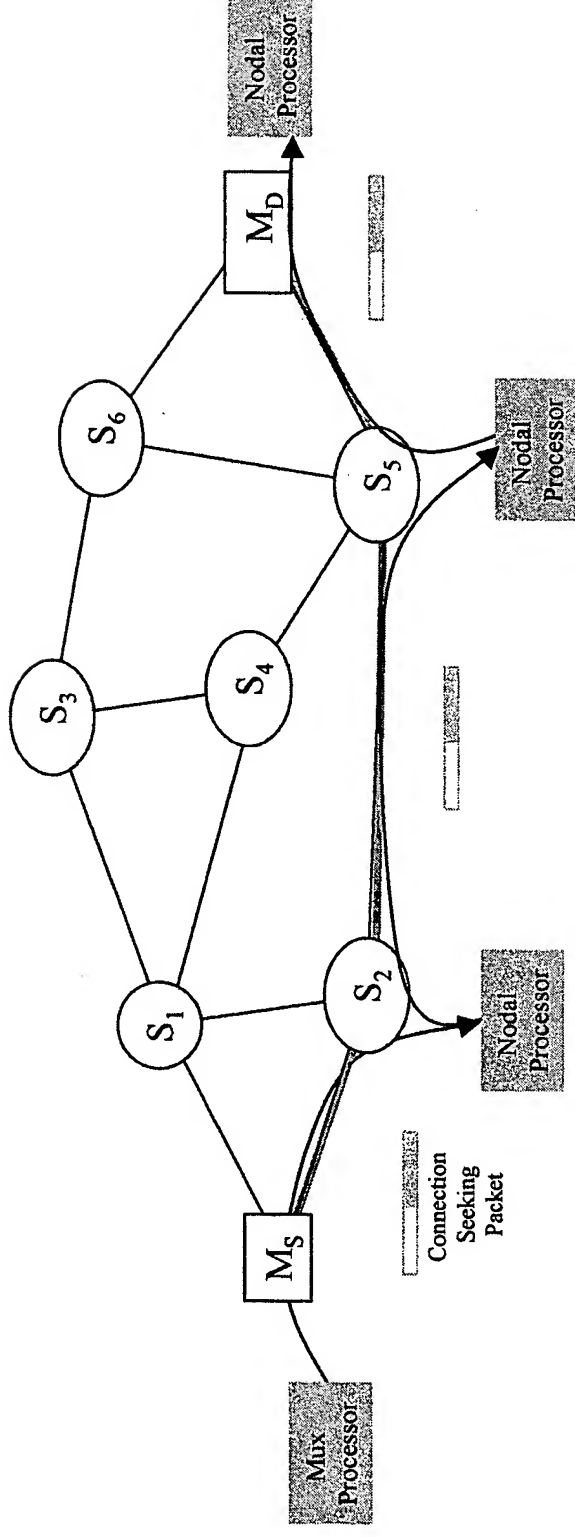 Mux
Processor
M_S
Connection
Seeking
Packet
S_1
S_2
Nodal
Processor
S_3
S_4
S_5
Nodal
Processor
S_6
M_D
Nodal
Processor